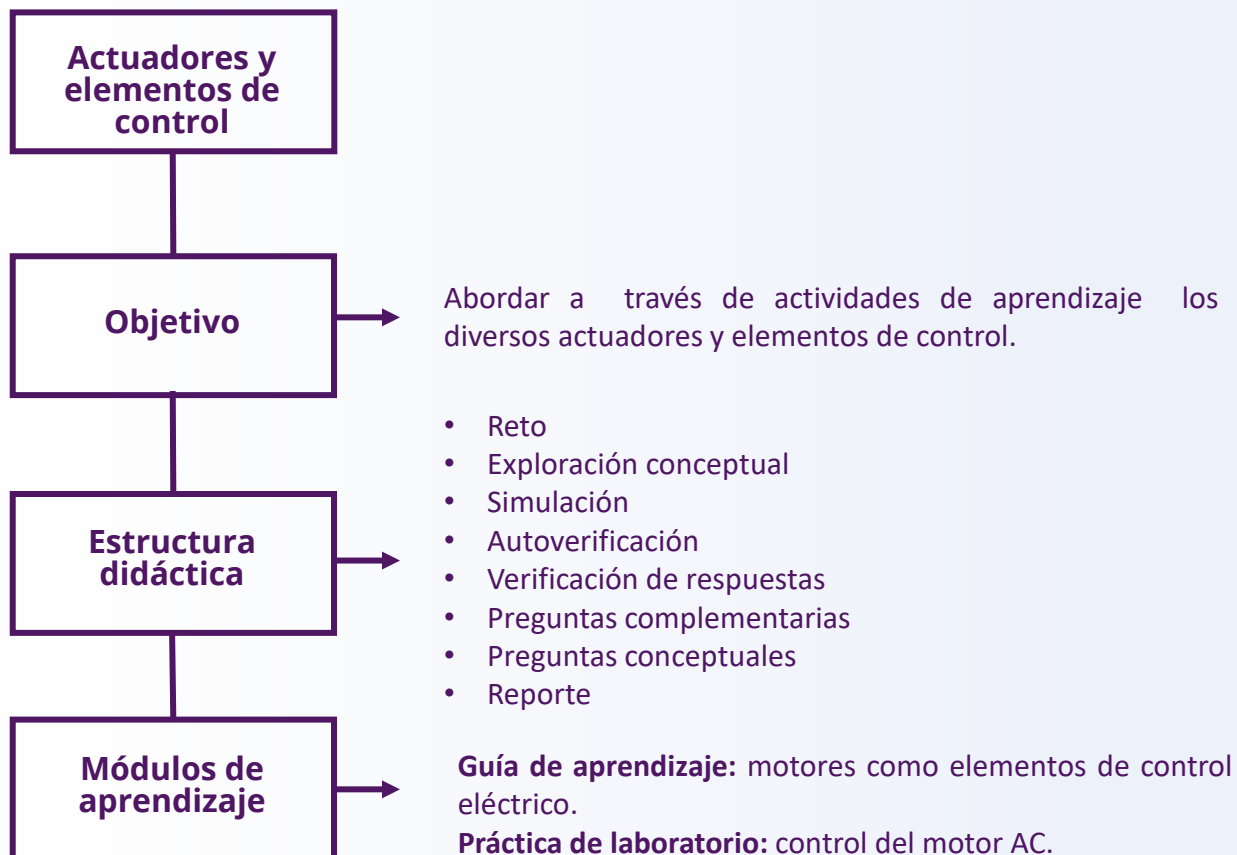 Actuadores y
elementos de
control
Objetivo
Abordar a través de actividades de aprendizaje los
diversos actuadores y elementos de control.
Estructura
didáctica
• Reto
• Exploración conceptual
• Simulación
• Autoverificación
• Verificación de respuestas
• Preguntas complementarias
• Preguntas conceptuales
• Reporte
Módulos de
aprendizaje
Guía de aprendizaje: motores como elementos de control
eléctrico.
Práctica de laboratorio: control del motor AC.